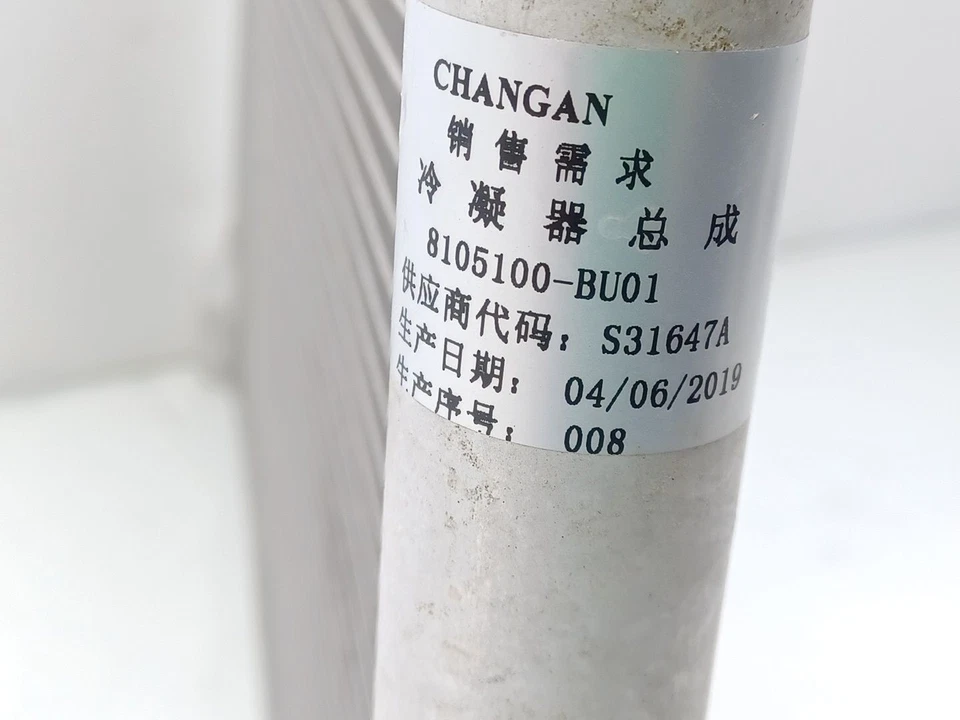 CHANGAN
销售需求
冷凝器总成
8105100-BU01
供应商代码: S31647A
生产日期: 04/06/2019
生产序号: 008